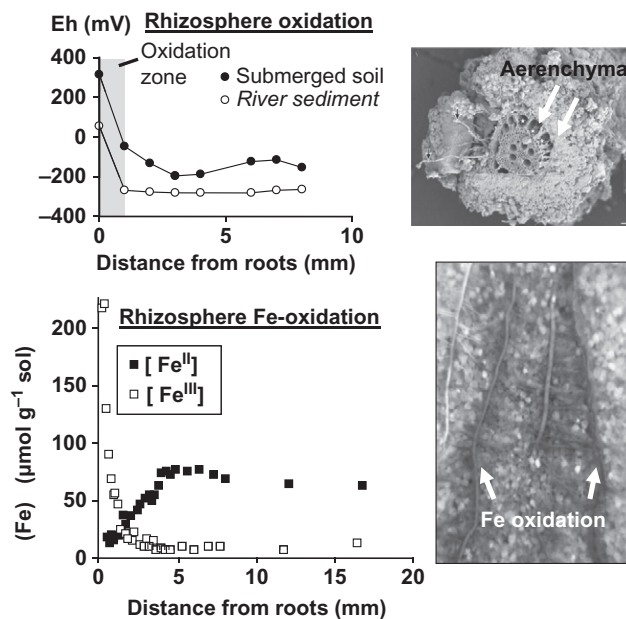 Rhizosphere oxidation
Eh (mV)
400
200
0
−200
−400
Oxidation
zone
Submerged soil
River sediment
0
5
10
Distance from roots (mm)
Aerenchyma
Rhizosphere Fe-oxidation
[ Feᴵᴵ]
[ Feᴵᴵᴵ]
200
150
100
50
0
(Fe) (μmol g⁻¹ sol)
0
5
10
15
20
Distance from roots (mm)
Fe oxidation